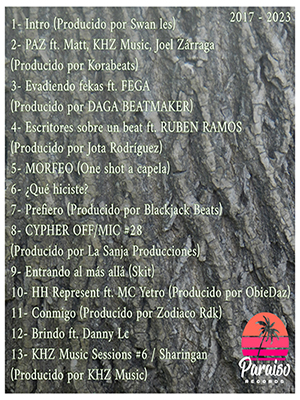 2017 - 2023
1- Intro (Producido por Swan les)
2- PAZ ft. Matt, KHZ Music, Joel Zárraga
(Producido por Korabeats)
3- Evadiendo fekas ft. FEGA
(Producido por DAGA BEATMAKER)
4- Escritores sobre un beat ft. RUBEN RAMOS
(Producido por Jota Rodríguez)
5- MORFEO (One shot a capela)
6- ¿Qué hiciste?
7- Prefiero (Producido por Blackjack Beats)
8- CYPHER OFF/MIC #28
(Producido por La Sanja Producciones)
9- Entrando al más allá (Skit)
10- HH Represent ft. MC Yetro (Producido por ObieDaz)
11- Conmigo (Producido por Zodiaco Rdk)
12- Brindo ft. Danny Lc
13- KHZ Music Sessions #6 / Sharingan
(Producido por KHZ Music)
Paraíso
RECORDS